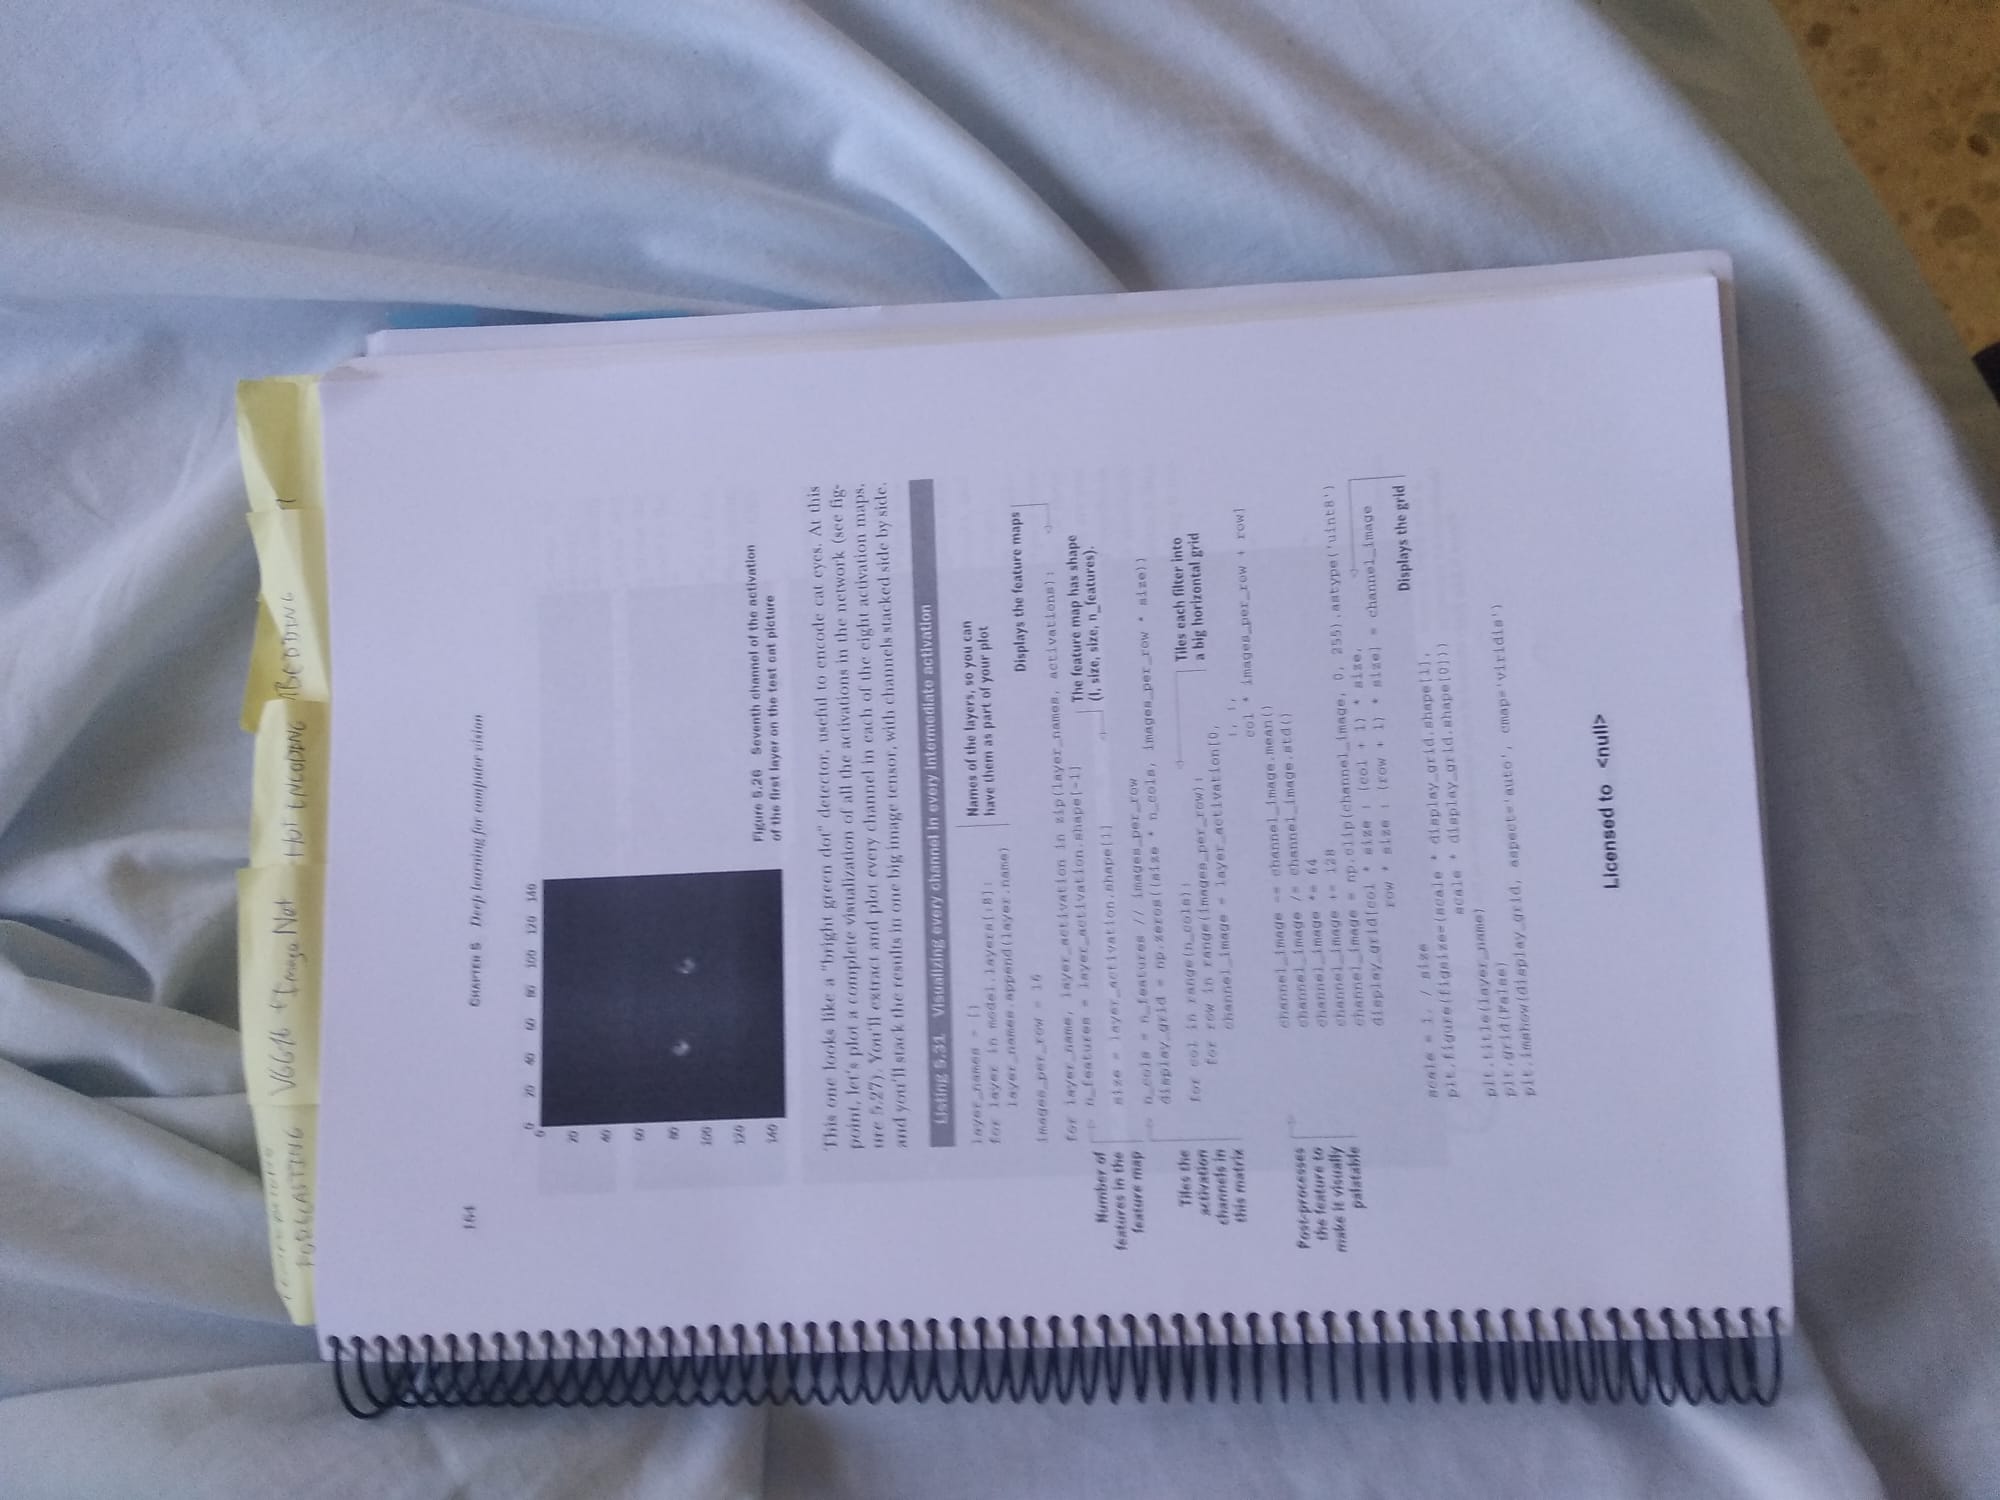 164
CHAPTER 5 Deep learning for computer vision
0 20 40 60 80 100 120 140
0
20
40
60
80
100
120
140
Figure 5.26 Seventh channel of the activation
of the first layer on the test cat picture
This one looks like a "bright green dot" detector, useful to encode cat eyes. At this
point, let's plot a complete visualization of all the activations in the network (see fig-
ure 5.27). You'll extract and plot every channel in each of the eight activation maps,
and you'll stack the results in one big image tensor, with channels stacked side by side.
Listing 5.31 Visualizing every channel in every intermediate activation
layer_names = []
for layer in model.layers[:8]:
layer_names.append(layer.name)
Names of the layers, so you can
have them as part of your plot
images_per_row = 16
Displays the feature maps
for layer_name, layer_activation in zip(layer_names, activations):
n_features = layer_activation.shape[-1]
Number of
features in the
feature map
The feature map has shape
(1, size, size, n_features).
size = layer_activation.shape[1]
n_cols = n_features // images_per_row
display_grid = np.zeros((size * n_cols, images_per_row * size))
Tiles the
activation
channels in
this matrix
Tiles each filter into
a big horizontal grid
for col in range(n_cols):
for row in range(images_per_row):
channel_image = layer_activation[0,
:, :,
col * images_per_row + row]
Post-processes
the feature to
make it visually
palatable
channel_image -= channel_image.mean()
channel_image /= channel_image.std()
channel_image *= 64
channel_image += 128
channel_image = np.clip(channel_image, 0, 255).astype('uint8')
display_grid[col * size : (col + 1) * size,
row * size : (row + 1) * size] = channel_image
Displays the grid
scale = 1. / size
plt.figure(figsize=(scale * display_grid.shape[1],
scale * display_grid.shape[0]))
plt.title(layer_name)
plt.grid(False)
plt.imshow(display_grid, aspect='auto', cmap='viridis')
Licensed to <null>
FORECASTING
VGG16 + ImageNet
HOT ENCODING